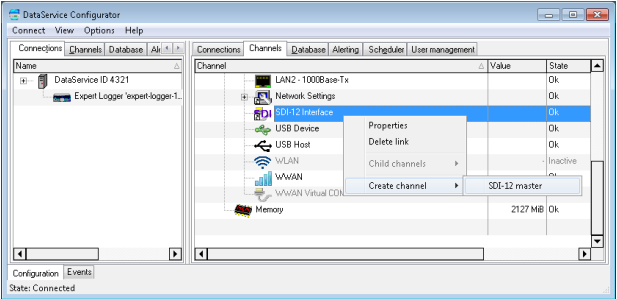 DataService Configurator
Connect View Options Help
Connections Channels Database Ale
Connections Channels Database Alerting Scheduler User management
Name
Channel Value State
DataService ID 4321
Expert Logger 'expert-logger-1...
LAN2 - 1000Base-Tx Ok
Network Settings Ok
SDI-12 Interface Ok
USB Device Ok
USB Host Ok
WLAN - Inactive
WWAN Ok
WWAN Virtual COM
Memory 2127 MiB Ok
Properties
Delete link
Child channels
Create channel
SDI-12 master
Configuration Events
State: Connected